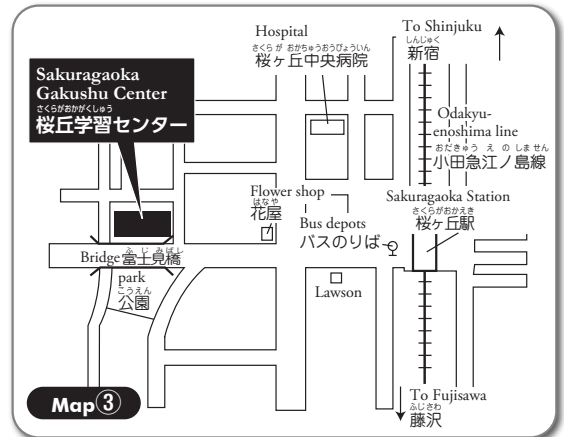 Hospital
さくら が おかちゅうおうびょういん
桜ヶ丘中央病院
To Shinjuku
しんじゅく
新宿
Sakuragaoka
Gakushu Center
さくらがおかがくしゅう
桜丘学習センター
Odakyu-
enoshima line
おだきゅう え の しま せん
小田急江ノ島線
Flower shop
はなや
花屋
Bus depots
バスのりば
Sakuragaoka Station
さくらがおかえき
桜ヶ丘駅
Bridge 富士見橋
ふ じ み ばし
park
こうえん
公園
Lawson
Map③
To Fujisawa
ふじさわ
藤沢